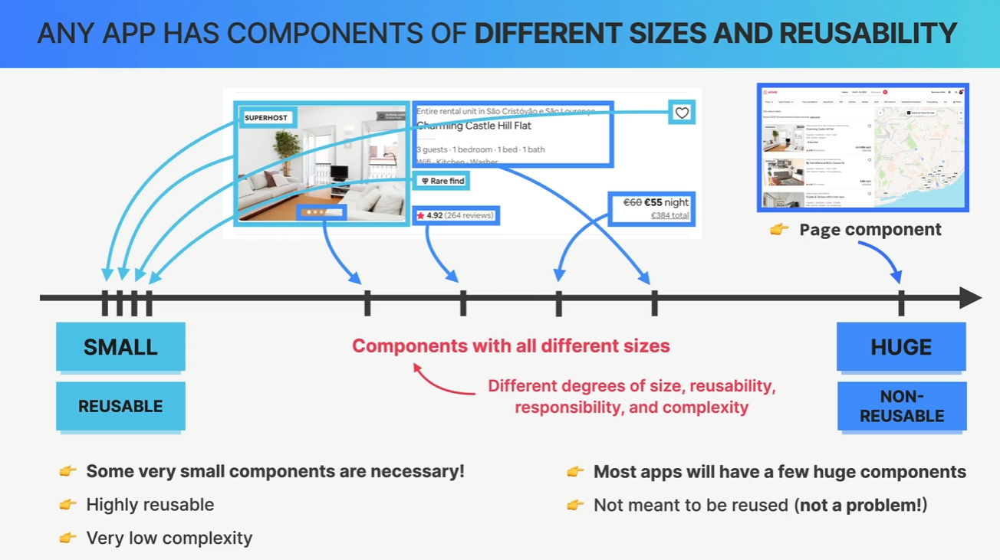 ANY APP HAS COMPONENTS OF DIFFERENT SIZES AND REUSABILITY
SUPERHOST
Entire rental unit in São Cristóvão e São Lourenço
Charming Castle Hill Flat
3 guests · 1 bedroom · 1 bed · 1 bath
Wifi · Kitchen · Washer
Rare find
4.92 (264 reviews)
€60 €55 night
€384 total
👉 Page component
SMALL
REUSABLE
Components with all different sizes
Different degrees of size, reusability,
responsibility, and complexity
HUGE
NON-
REUSABLE
👉 Some very small components are necessary!
👉 Highly reusable
👉 Very low complexity
👉 Most apps will have a few huge components
👉 Not meant to be reused (not a problem!)